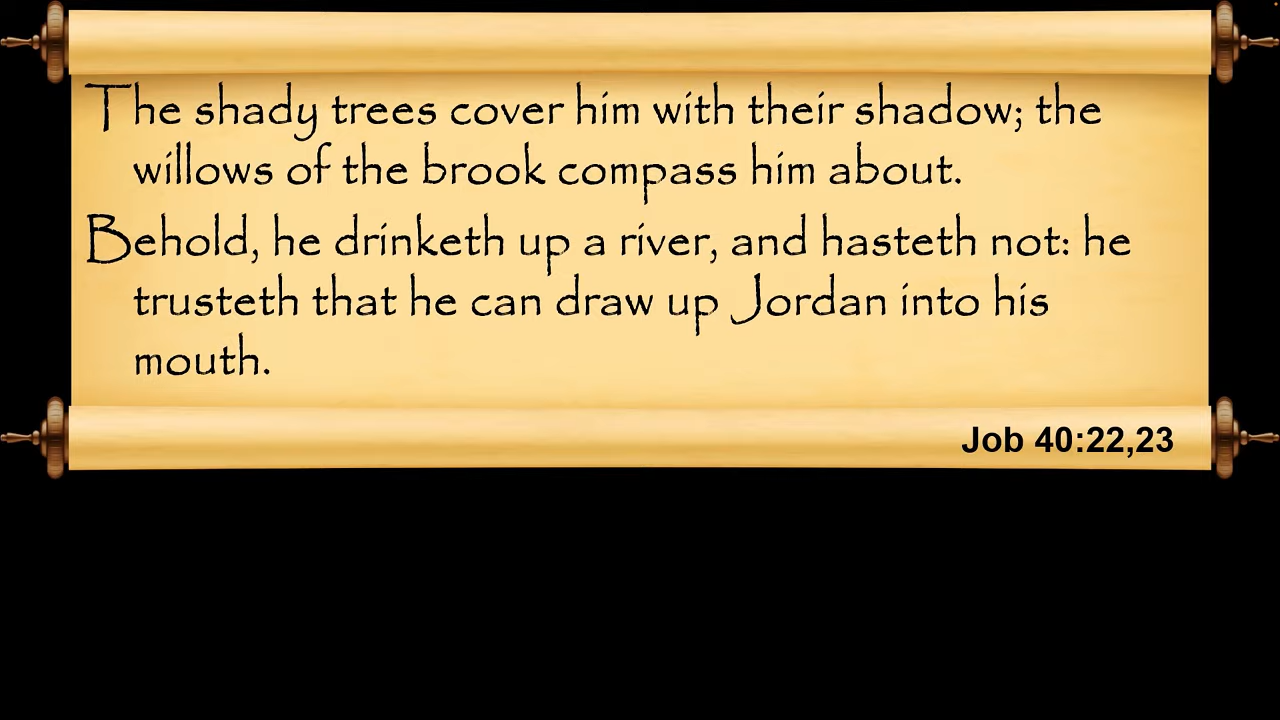 The shady trees cover him with their shadow; the
willows of the brook compass him about.
Behold, he drinketh up a river, and hasteth not: he
trusteth that he can draw up Jordan into his
mouth.
Job 40:22,23